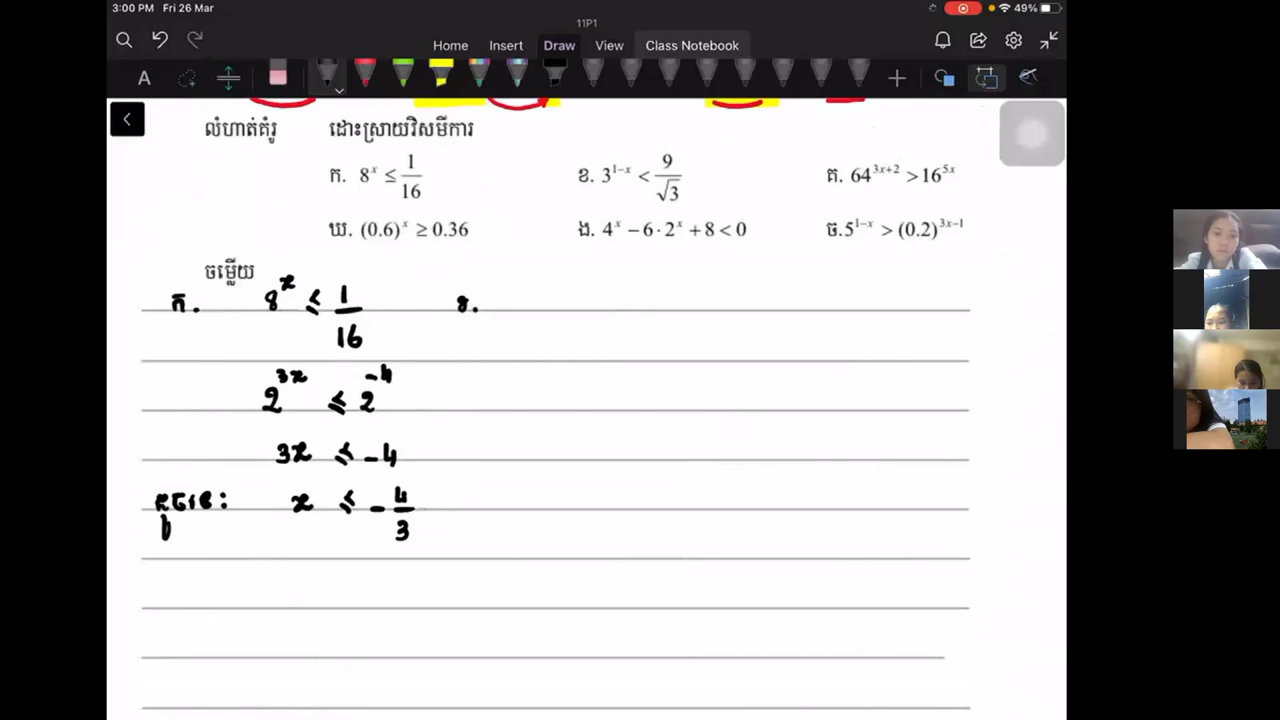 3:00 PM Fri 26 Mar
49%
11P1
Home Insert Draw View Class Notebook
A
លំហាត់គំរូ ដោះស្រាយវិសមីការ
ក. 8^x ≤ 1/16 ខ. 3^{1−x} < 9/√3 គ. 64^{3x+2} > 16^{5x}
ឃ. (0.6)^x ≥ 0.36 ង. 4^x − 6 · 2^x + 8 < 0 ច. 5^{1−x} > (0.2)^{3x−1}
ចម្លើយ
ក. 8^x ≤ 1/16 ខ.
2^{3x} ≤ 2^{−4}
3x ≤ −4
ដូចនេះ: x ≤ −4/3